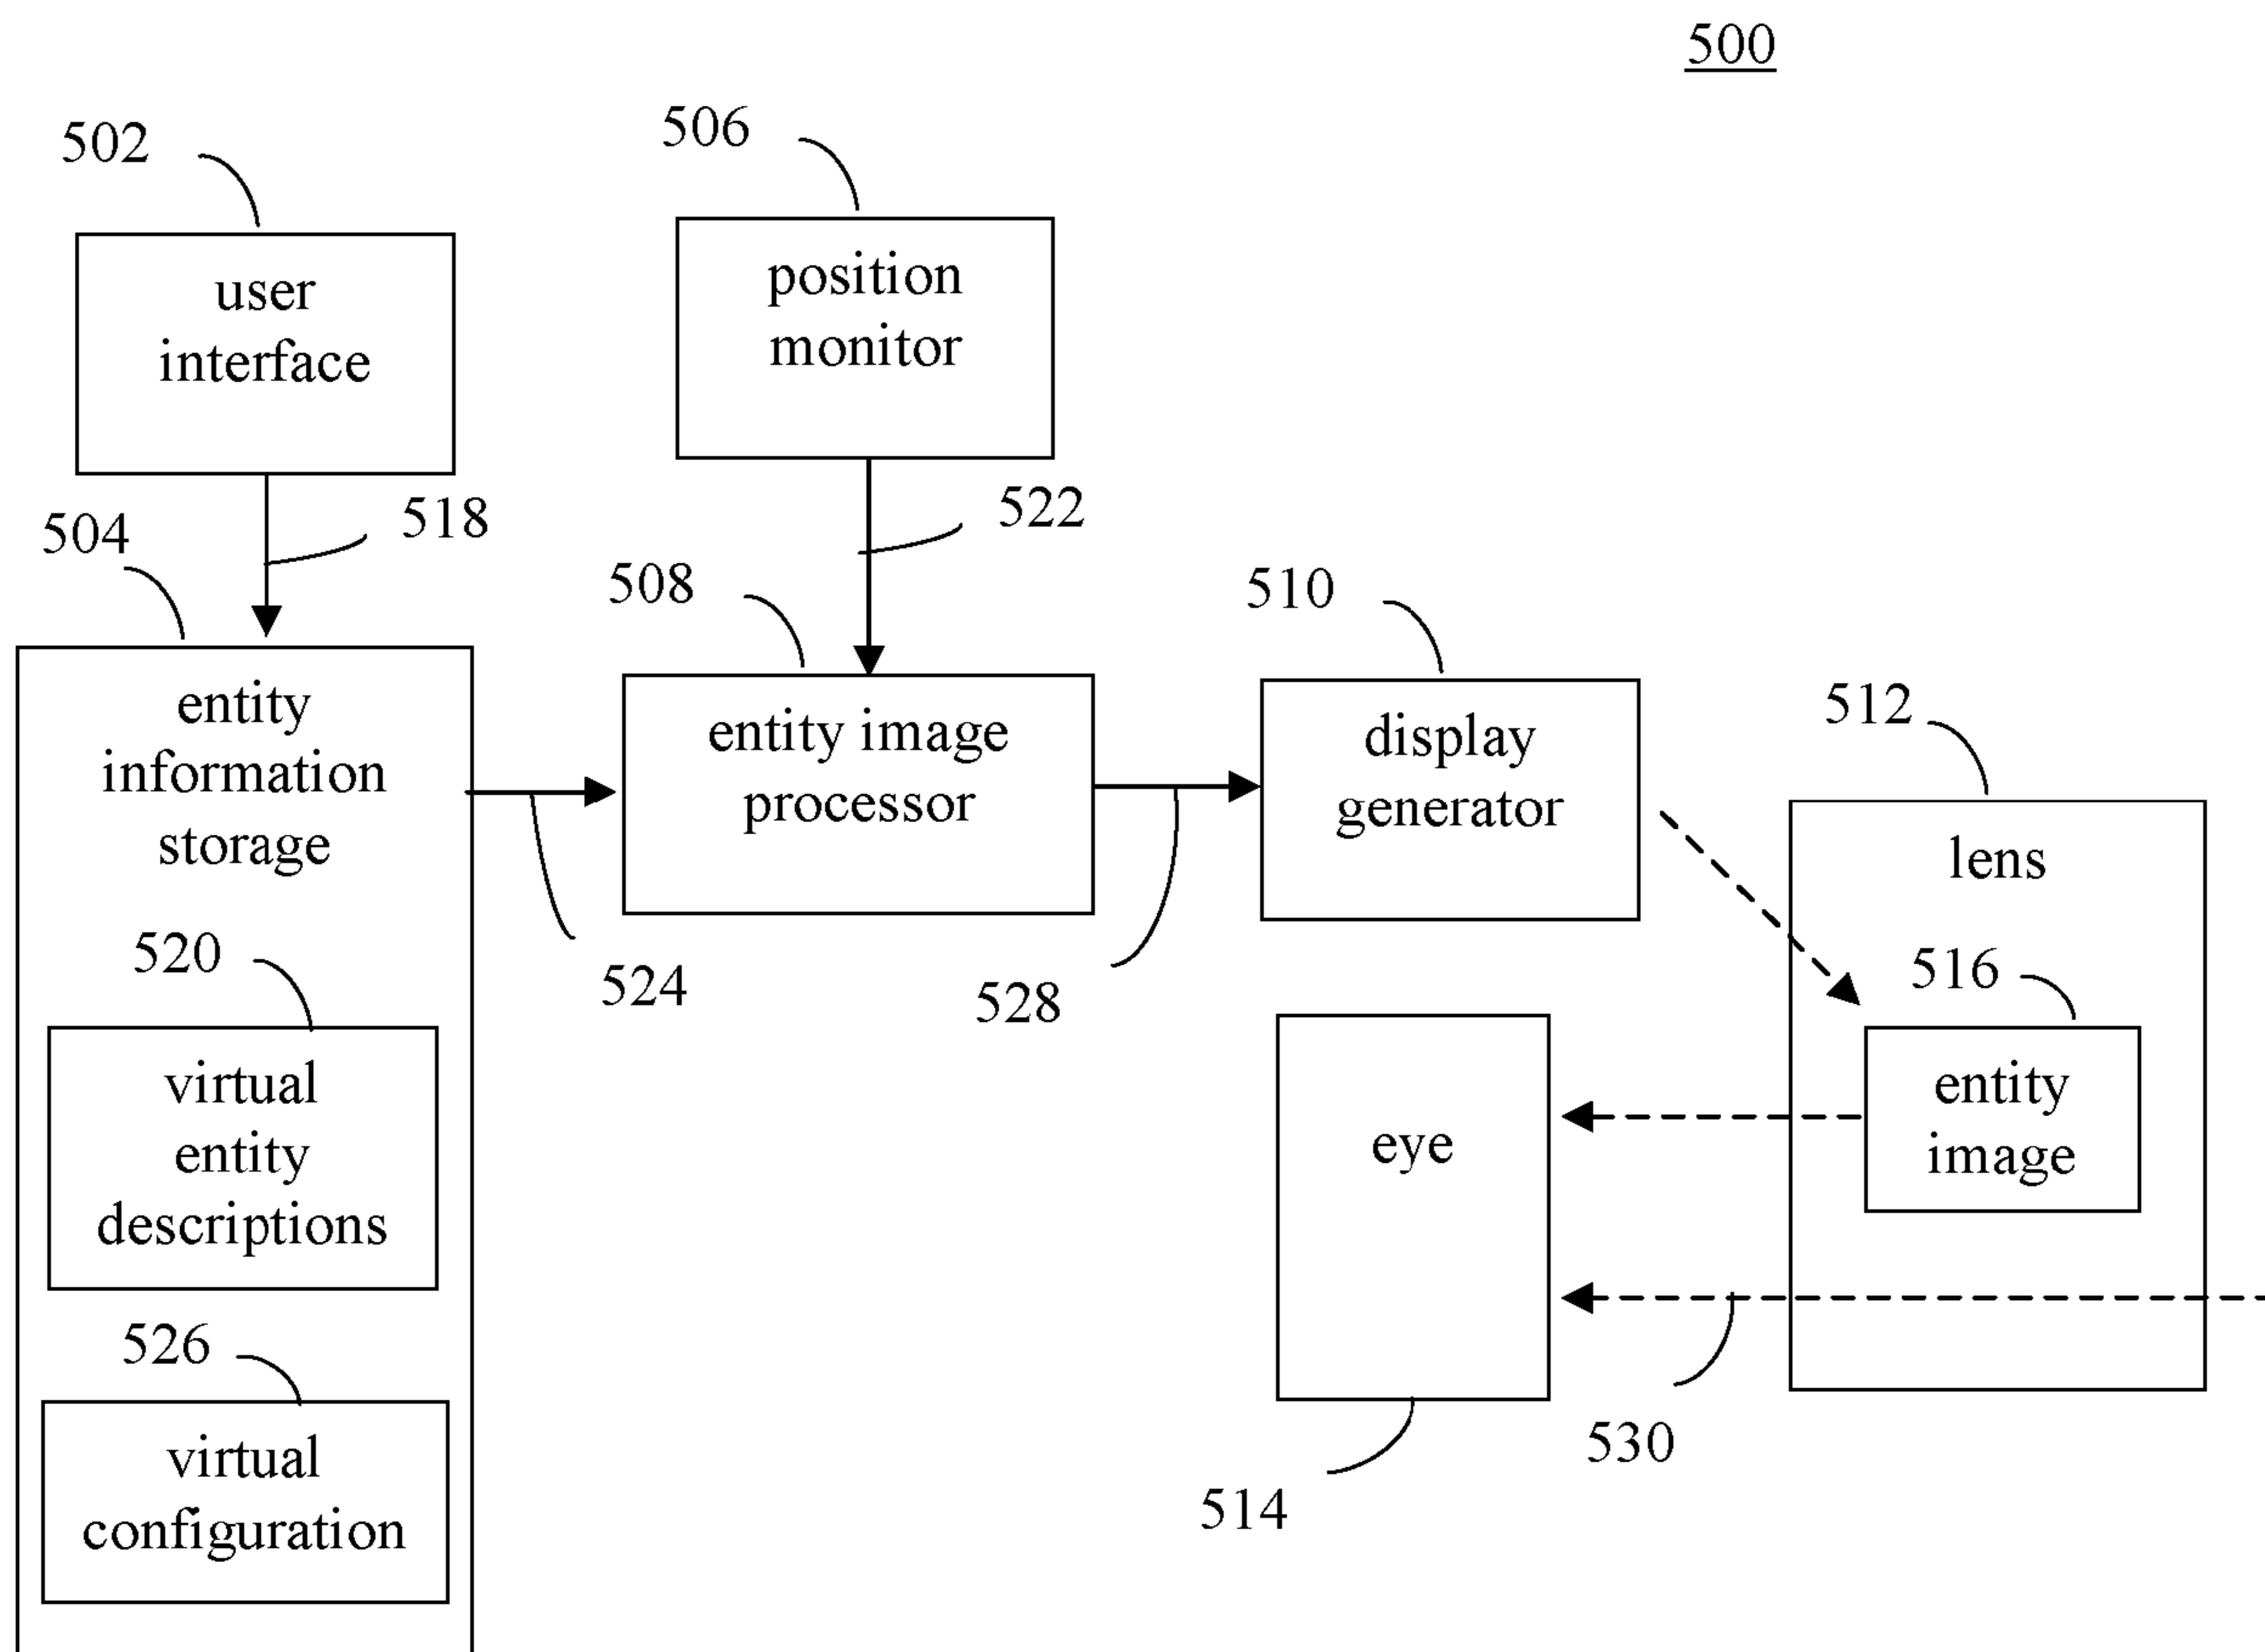 500
502
506
user
interface
position
monitor
504
518
522
508
510
512
entity
information
storage
entity image
processor
display
generator
lens
520
524
528
516
virtual
entity
descriptions
eye
entity
image
526
530
514
virtual
configuration